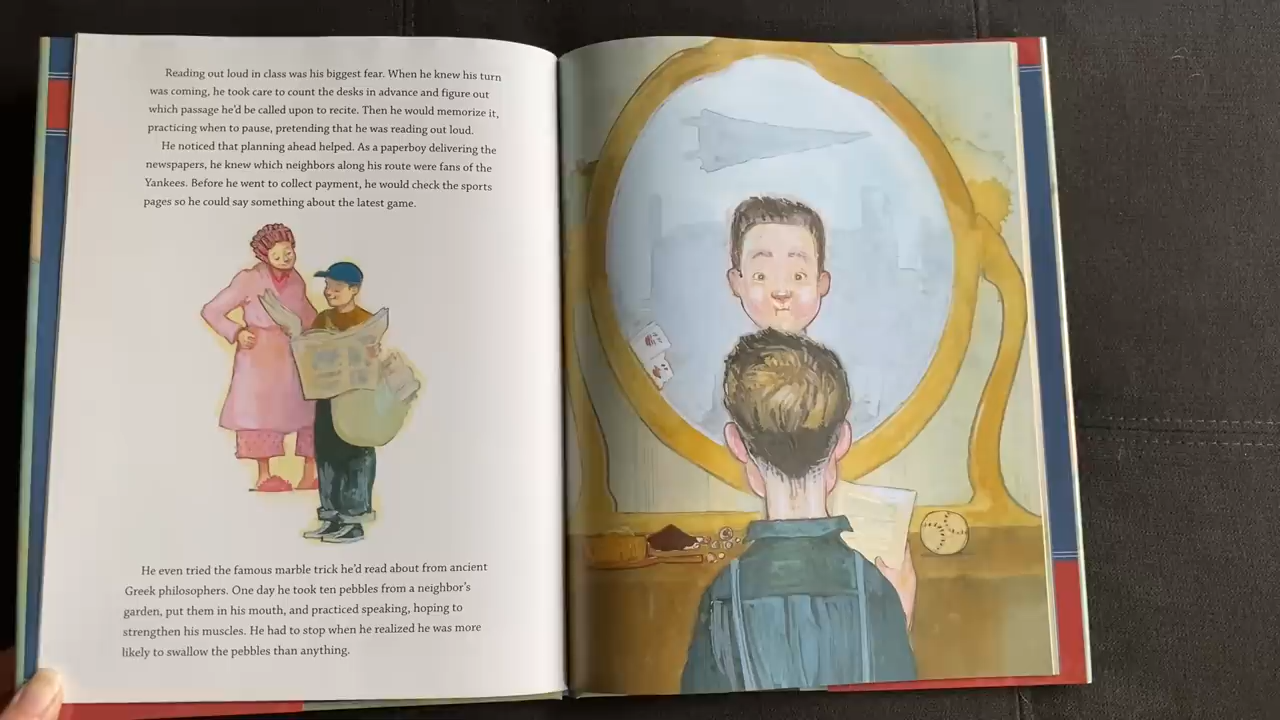 Reading out loud in class was his biggest fear. When he knew his turn
was coming, he took care to count the desks in advance and figure out
which passage he'd be called upon to recite. Then he would memorize it,
practicing when to pause, pretending that he was reading out loud.
He noticed that planning ahead helped. As a paperboy delivering the
newspapers, he knew which neighbors along his route were fans of the
Yankees. Before he went to collect payment, he would check the sports
pages so he could say something about the latest game.
He even tried the famous marble trick he'd read about from ancient
Greek philosophers. One day he took ten pebbles from a neighbor's
garden, put them in his mouth, and practiced speaking, hoping to
strengthen his muscles. He had to stop when he realized he was more
likely to swallow the pebbles than anything.